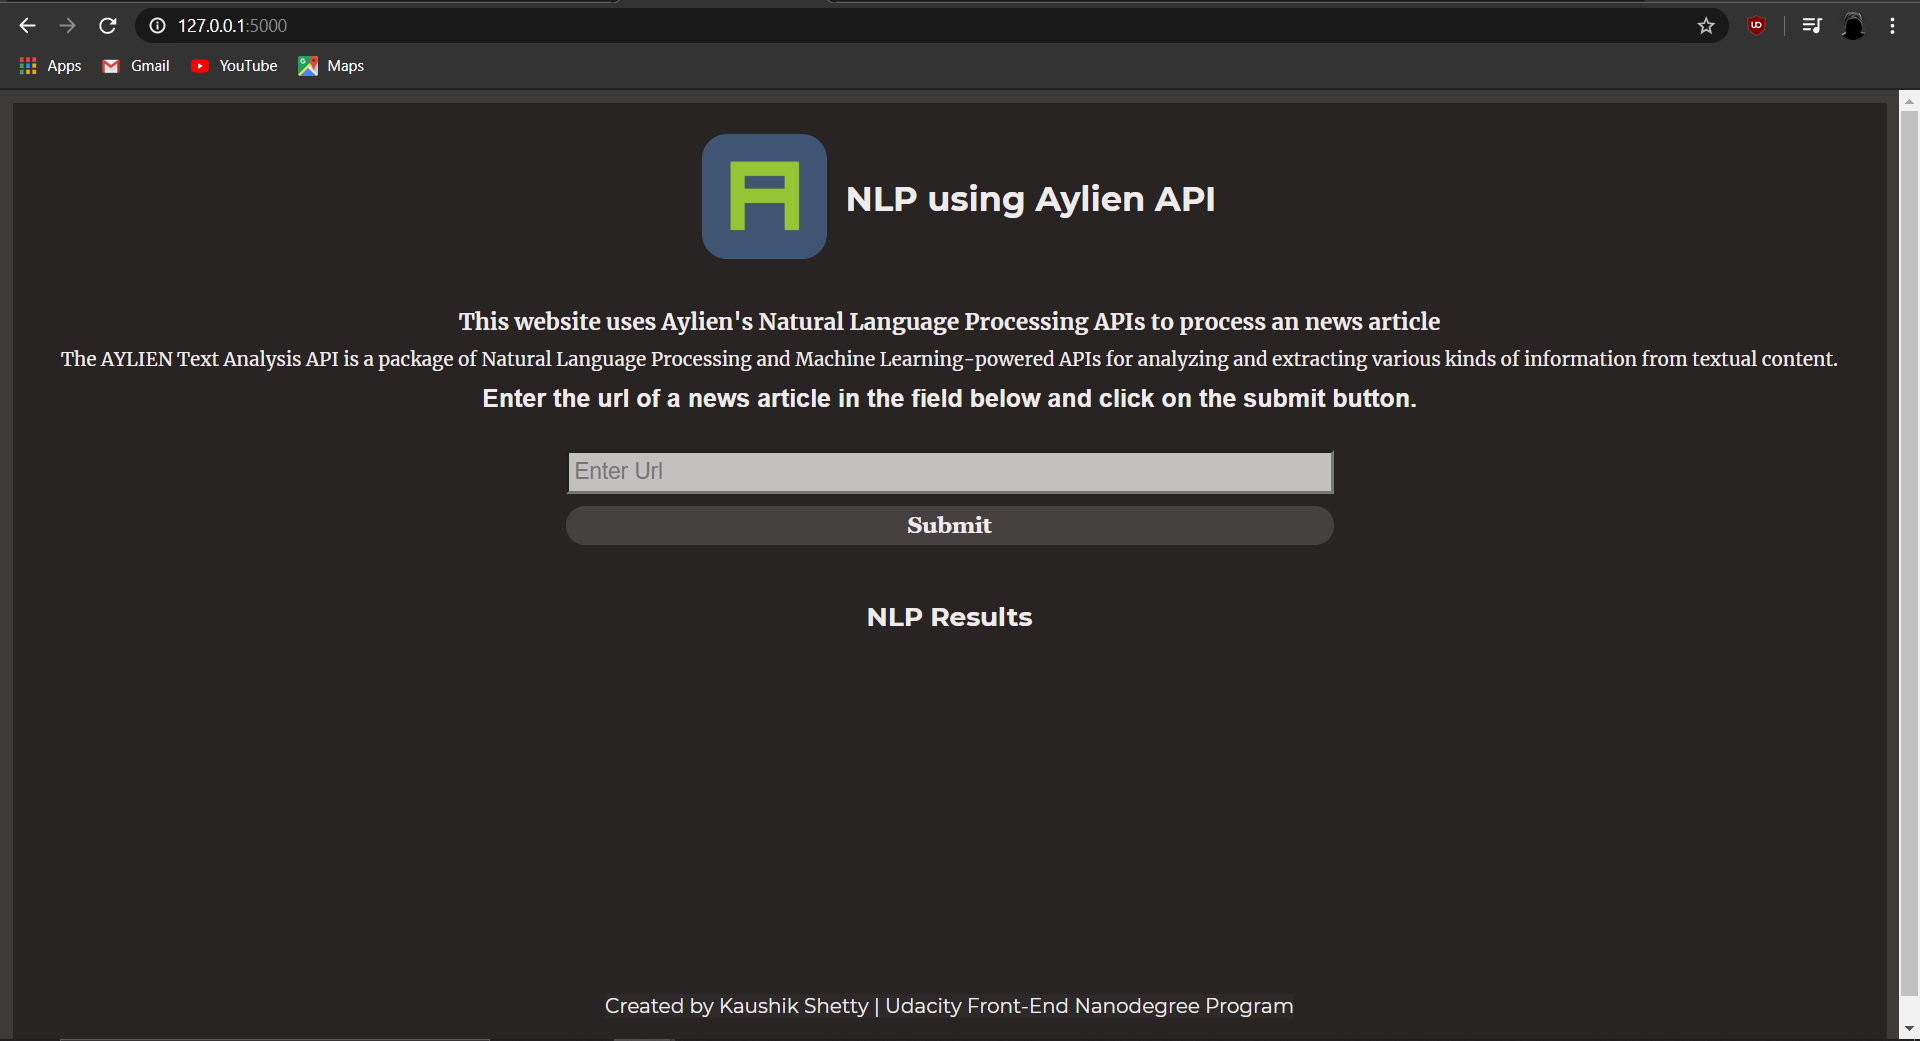 127.0.0.1:5000
Apps Gmail YouTube Maps
NLP using Aylien API
This website uses Aylien's Natural Language Processing APIs to process an news article
The AYLIEN Text Analysis API is a package of Natural Language Processing and Machine Learning-powered APIs for analyzing and extracting various kinds of information from textual content.
Enter the url of a news article in the field below and click on the submit button.
Enter Url
Submit
NLP Results
Created by Kaushik Shetty | Udacity Front-End Nanodegree Program